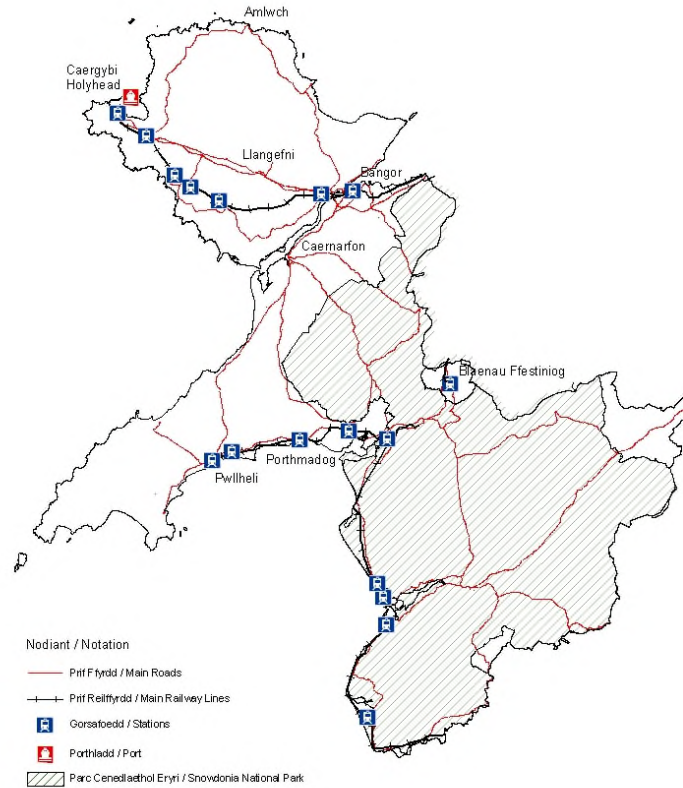 Amlwch
Caergybi
Holyhead
Llangefni
Bangor
Caernarfon
Blaenau Ffestiniog
Porthmadog
Pwllheli
Nodiant / Notation
Prif Ffyrdd / Main Roads
Prif Reilffyrdd / Main Railway Lines
Gorsafoedd / Stations
Porthladd / Port
Parc Cenedlaethol Eryri / Snowdonia National Park